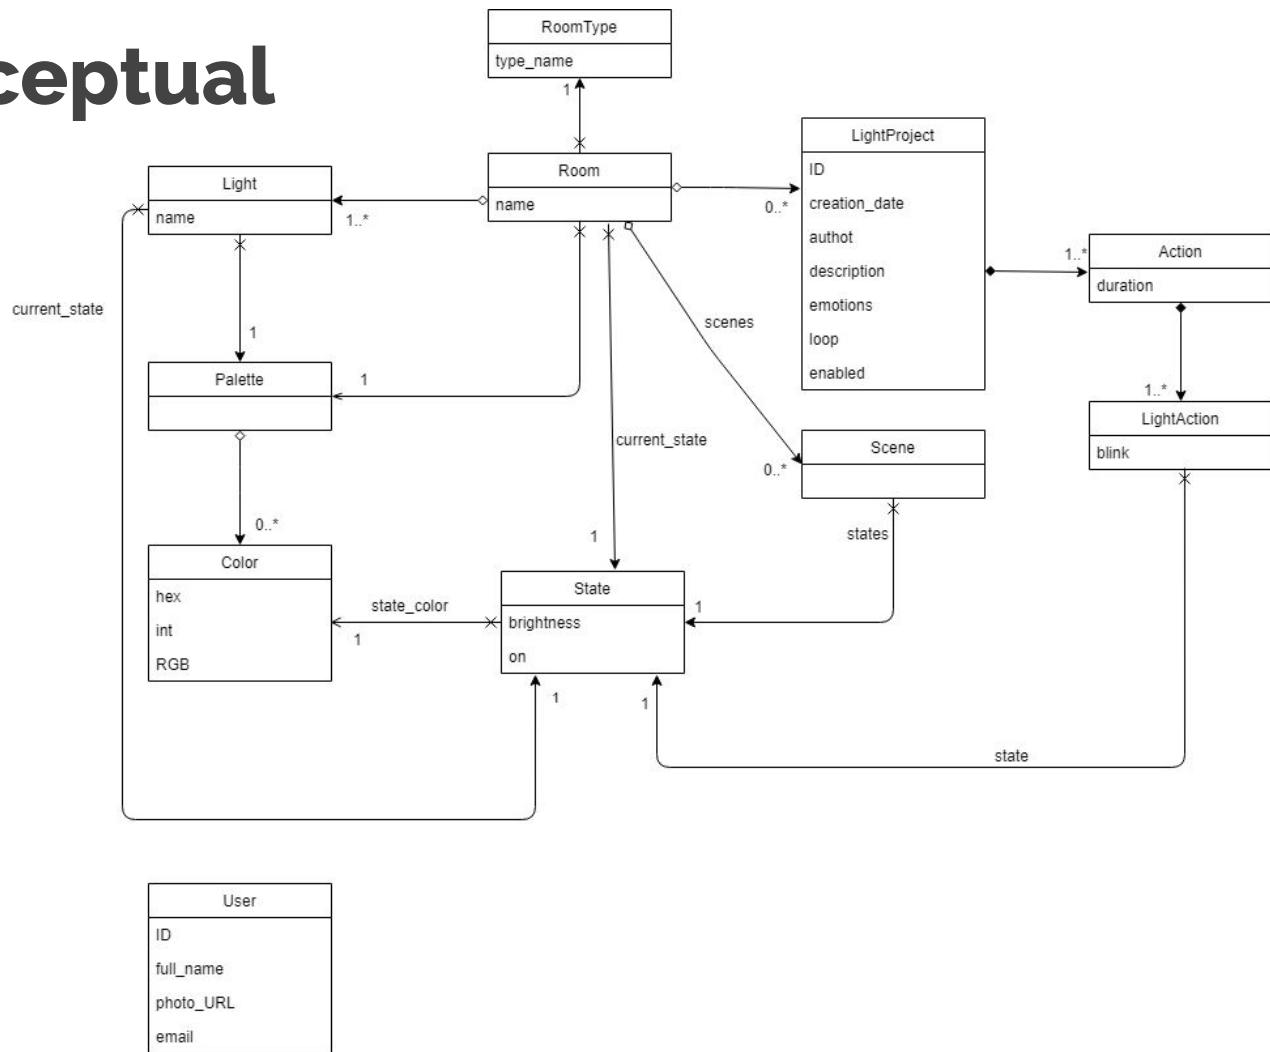 ceptual
RoomType
type_name
1
LightProject
ID
creation_date
authot
description
emotions
loop
enabled
Room
name
0..*
Light
name
1..*
Action
duration
1..*
current_state
scenes
1
Palette
1
1..*
LightAction
blink
current_state
Scene
0..*
0..*
states
1
Color
hex
int
RGB
state_color
1
State
brightness
on
1
1
1
state
User
ID
full_name
photo_URL
email